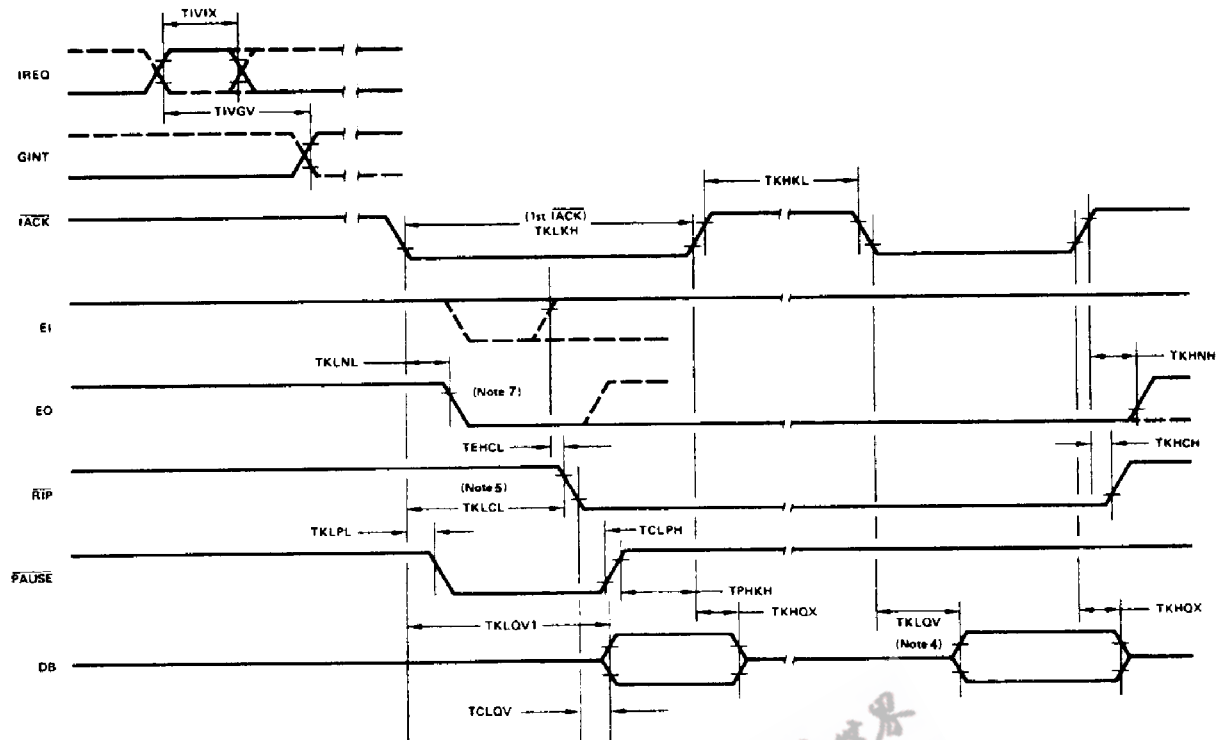 TIVIX
IREQ
TIVGV
GINT
TKHKL
IACK
(1st IACK)
TKLKH
EI
TKLNL
TKHNH
EO
(Note 7)
TEHCL
TKHCH
RIP
(Note 5)
TKLCL
TKLPL
TCLPH
PAUSE
TPHKH
TKHQX
TKLQV
TKHQX
TKLQV1
(Note 4)
DB
TCLQV